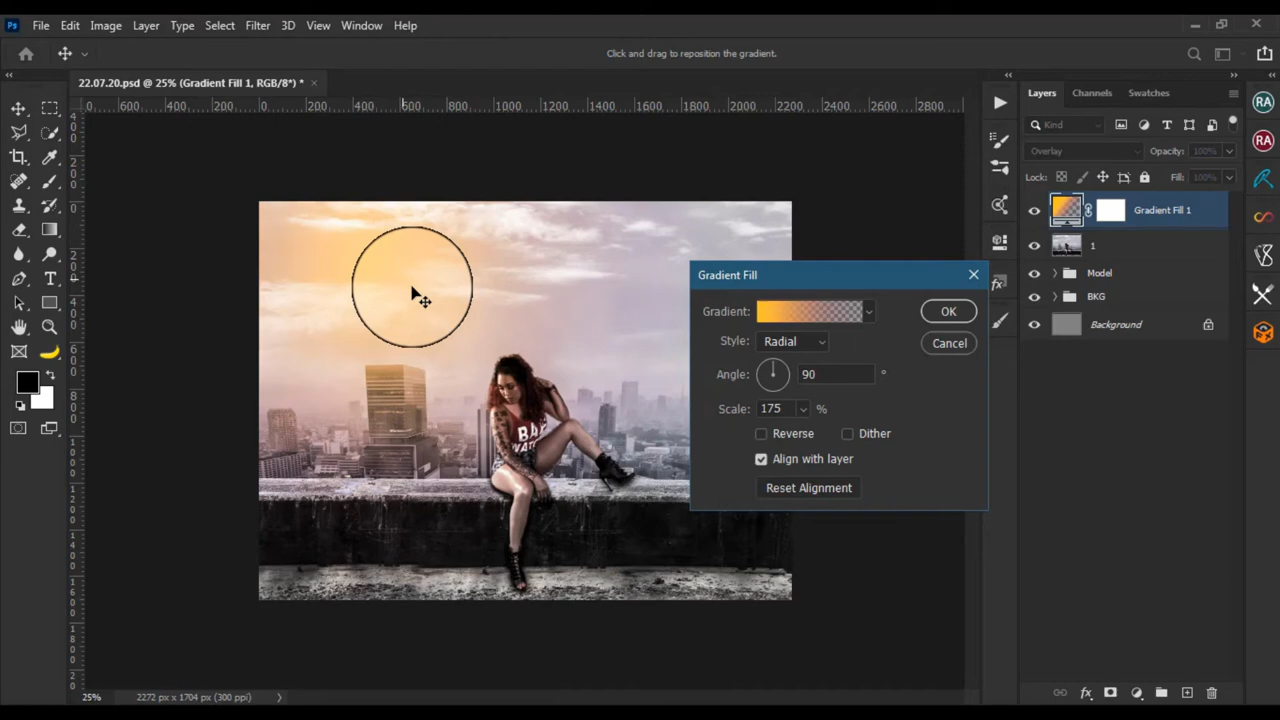 Ps File Edit Image Layer Type Select Filter 3D View Window Help
Click and drag to reposition the gradient.
22.07.20.psd @ 25% (Gradient Fill 1, RGB/8*) * ×
0 600 400 200 0 200 400 600 800 1000 1200 1400 1600 1800 2000 2200 2400 2600 2800
Layers Channels Swatches
Kind
Overlay Opacity: 100%
Lock: Fill: 100%
Gradient Fill 1
1
Model
BKG
Background
RA
RA
Gradient Fill
Gradient: OK
Style: Radial Cancel
Angle: 90 °
Scale: 175 %
Reverse Dither
Align with layer
Reset Alignment
BA
25% 2272 px x 1704 px (300 ppi)